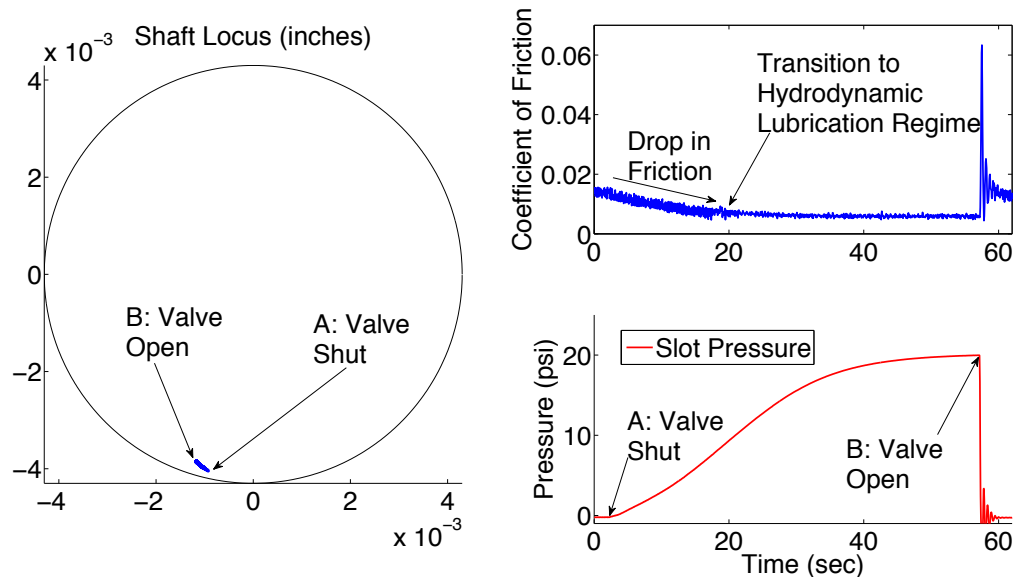 Shaft Locus (inches)
x 10⁻³
4
2
0
−2
−4
−4
−2
0
2
4
x 10⁻³
B: Valve
Open
A: Valve
Shut
Coefficient of Friction
0.06
0.04
0.02
0
0
20
40
60
Drop in
Friction
Transition to
Hydrodynamic
Lubrication Regime
Pressure (psi)
20
10
0
0
20
40
60
Time (sec)
Slot Pressure
A: Valve
Shut
B: Valve
Open